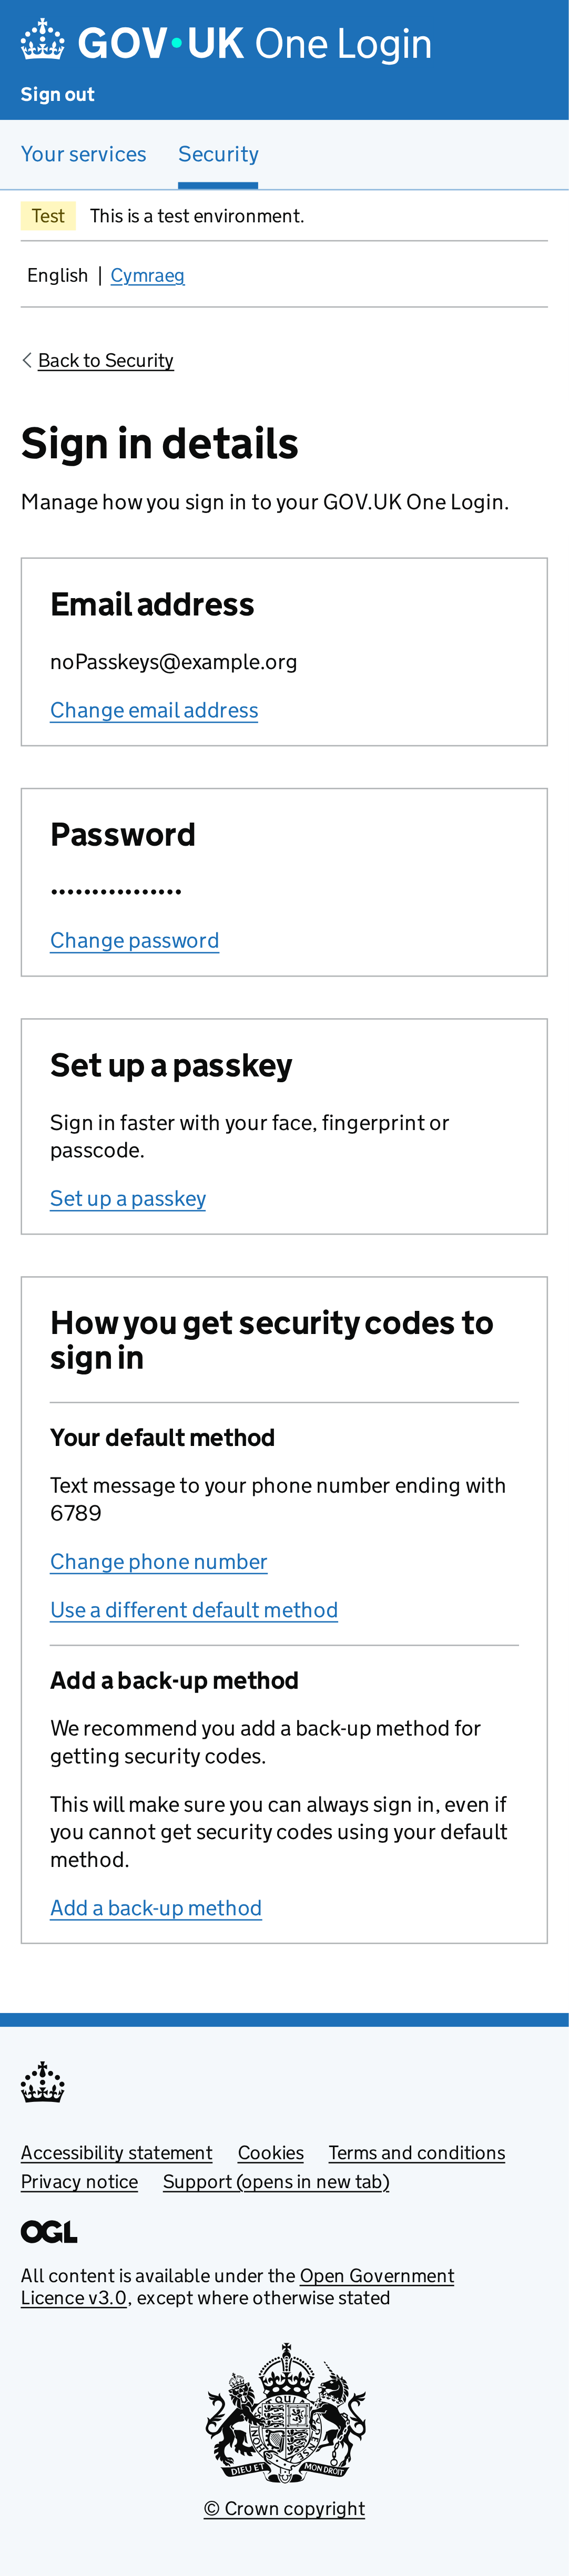 GOV•UK One Login
Sign out
Your services Security
Test This is a test environment.
English | Cymraeg
Back to Security
Sign in details
Manage how you sign in to your GOV.UK One Login.
Email address
noPasskeys@example.org
Change email address
Password
••••••••••••••••
Change password
Set up a passkey
Sign in faster with your face, fingerprint or
passcode.
Set up a passkey
How you get security codes to
sign in
Your default method
Text message to your phone number ending with
6789
Change phone number
Use a different default method
Add a back-up method
We recommend you add a back-up method for
getting security codes.
This will make sure you can always sign in, even if
you cannot get security codes using your default
method.
Add a back-up method
Accessibility statement Cookies Terms and conditions
Privacy notice Support (opens in new tab)
OGL
All content is available under the Open Government
Licence v3.0, except where otherwise stated
DIEU ET MON DROIT
© Crown copyright